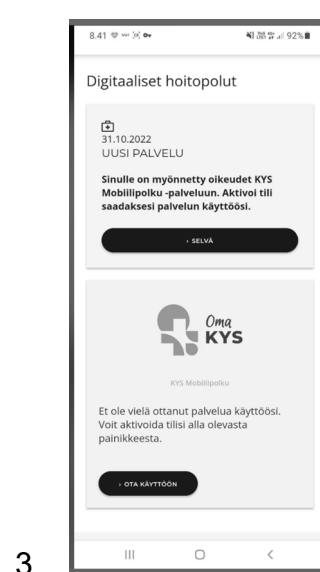 8.41
92%
Digitaaliset hoitopolut
31.10.2022
UUSI PALVELU
Sinulle on myönnetty oikeudet KYS
Mobiilipolku -palveluun. Aktivoi tili
saadaksesi palvelun käyttöösi.
› SELVÄ
Oma
KYS
KYS Mobiilipolku
Et ole vielä ottanut palvelua käyttöösi.
Voit aktivoida tilisi alla olevasta
painikkeesta.
› OTA KÄYTTÖÖN
3